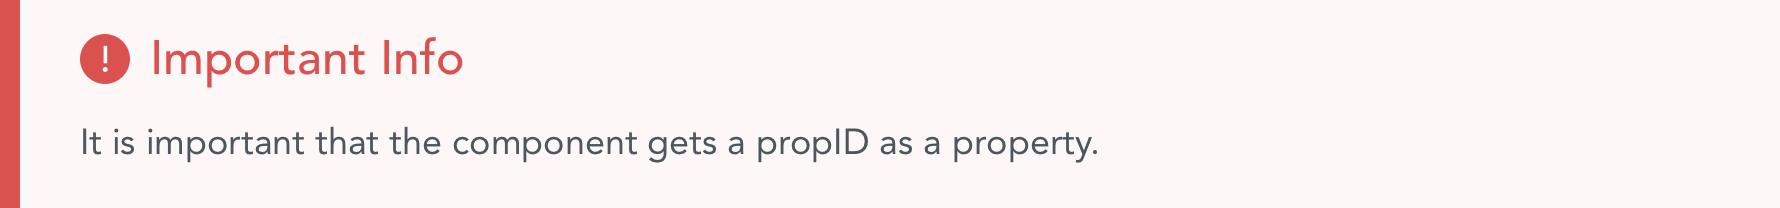 Important Info
It is important that the component gets a propID as a property.